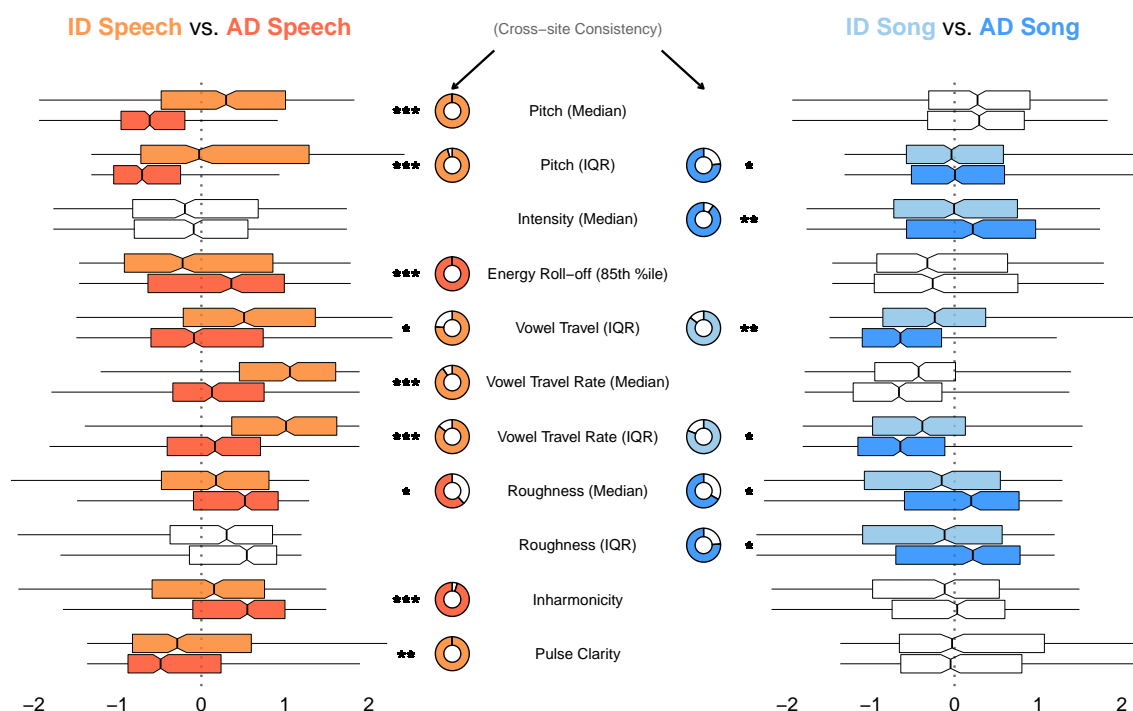 ID Speech vs. AD Speech
(Cross−site Consistency)
ID Song vs. AD Song
*** Pitch (Median)
*** Pitch (IQR) *
Intensity (Median) **
*** Energy Roll−off (85th %ile)
* Vowel Travel (IQR) **
*** Vowel Travel Rate (Median)
*** Vowel Travel Rate (IQR) *
* Roughness (Median) *
Roughness (IQR) *
*** Inharmonicity
** Pulse Clarity
−2 −1 0 1 2
−2 −1 0 1 2